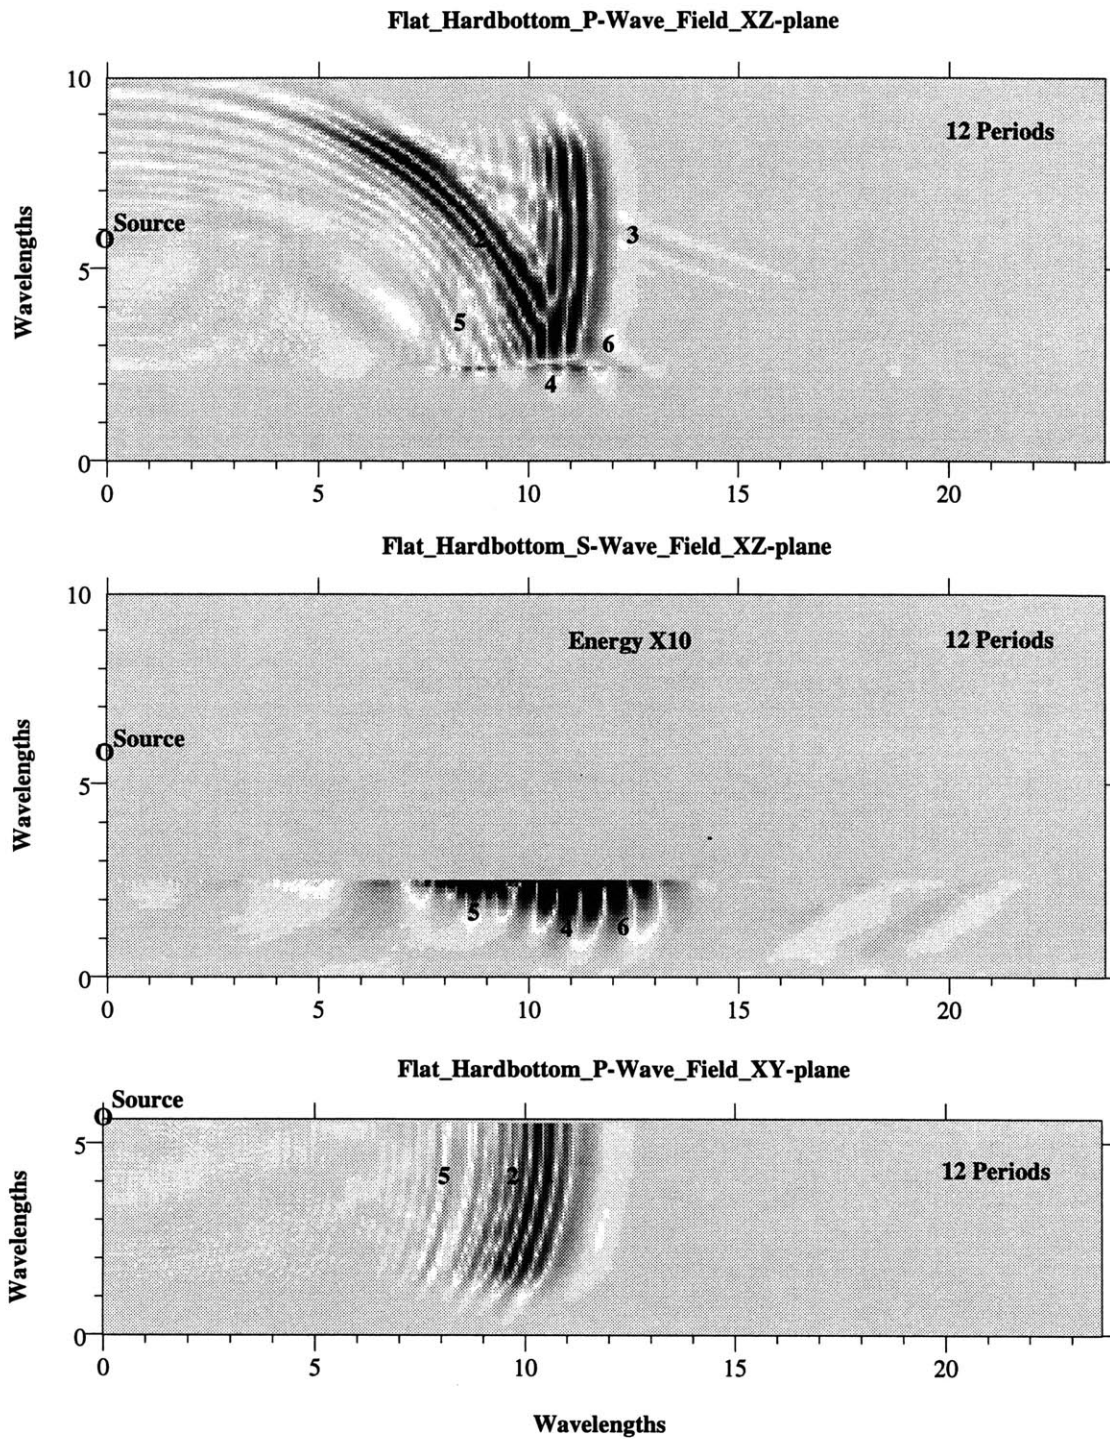 Flat_Hardbottom_P-Wave_Field_XZ-plane
10
12 Periods
Source
O
2
3
5
5
6
4
0
0 5 10 15 20
Wavelengths
Flat_Hardbottom_S-Wave_Field_XZ-plane
10
Energy X10
12 Periods
Source
O
5
5
4
6
0
0 5 10 15 20
Wavelengths
Flat_Hardbottom_P-Wave_Field_XY-plane
Source
O
5
5
2
12 Periods
0
0 5 10 15 20
Wavelengths
Wavelengths